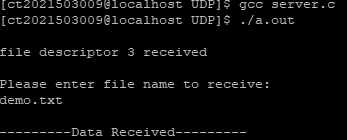 [ct2021503009@localhost UDP]$ gcc server.c
[ct2021503009@localhost UDP]$ ./a.out
file descriptor 3 received
Please enter file name to receive:
demo.txt
---------Data Received---------